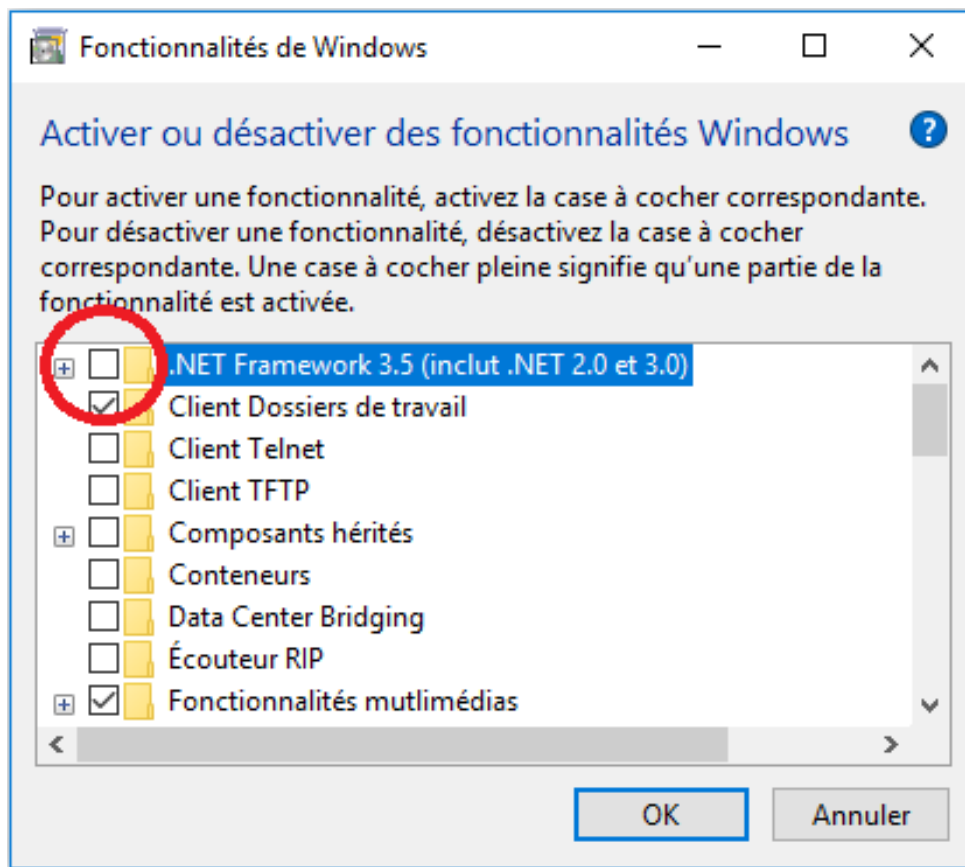 Fonctionnalités de Windows
Activer ou désactiver des fonctionnalités Windows
?
Pour activer une fonctionnalité, activez la case à cocher correspondante.
Pour désactiver une fonctionnalité, désactivez la case à cocher
correspondante. Une case à cocher pleine signifie qu'une partie de la
fonctionnalité est activée.
.NET Framework 3.5 (inclut .NET 2.0 et 3.0)
Client Dossiers de travail
Client Telnet
Client TFTP
Composants hérités
Conteneurs
Data Center Bridging
Écouteur RIP
Fonctionnalités mutlimédias
OK
Annuler